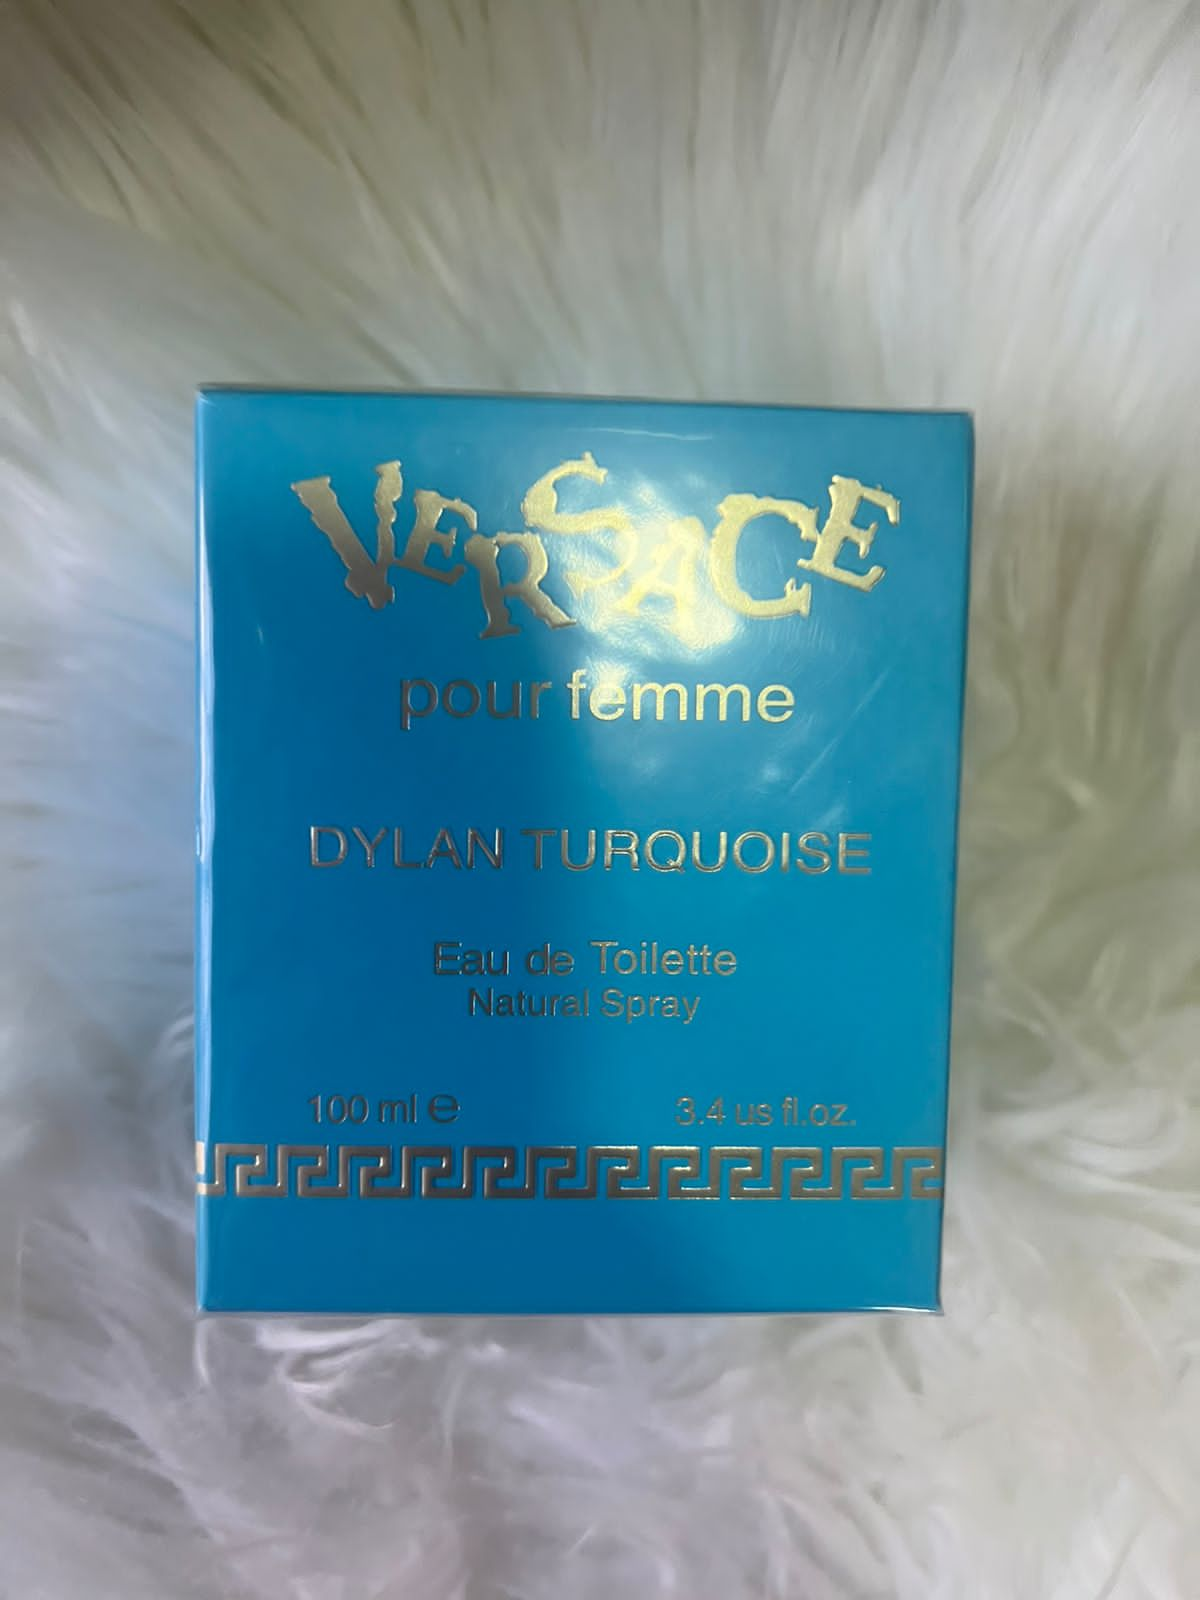 VERSACE
pour femme
DYLAN TURQUOISE
Eau de Toilette
Natural Spray
100 ml ℮ 3.4 us fl.oz.